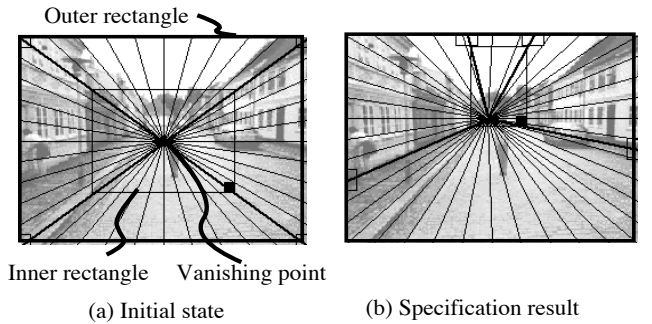 Outer rectangle
Inner rectangle
Vanishing point
(a) Initial state
(b) Specification result